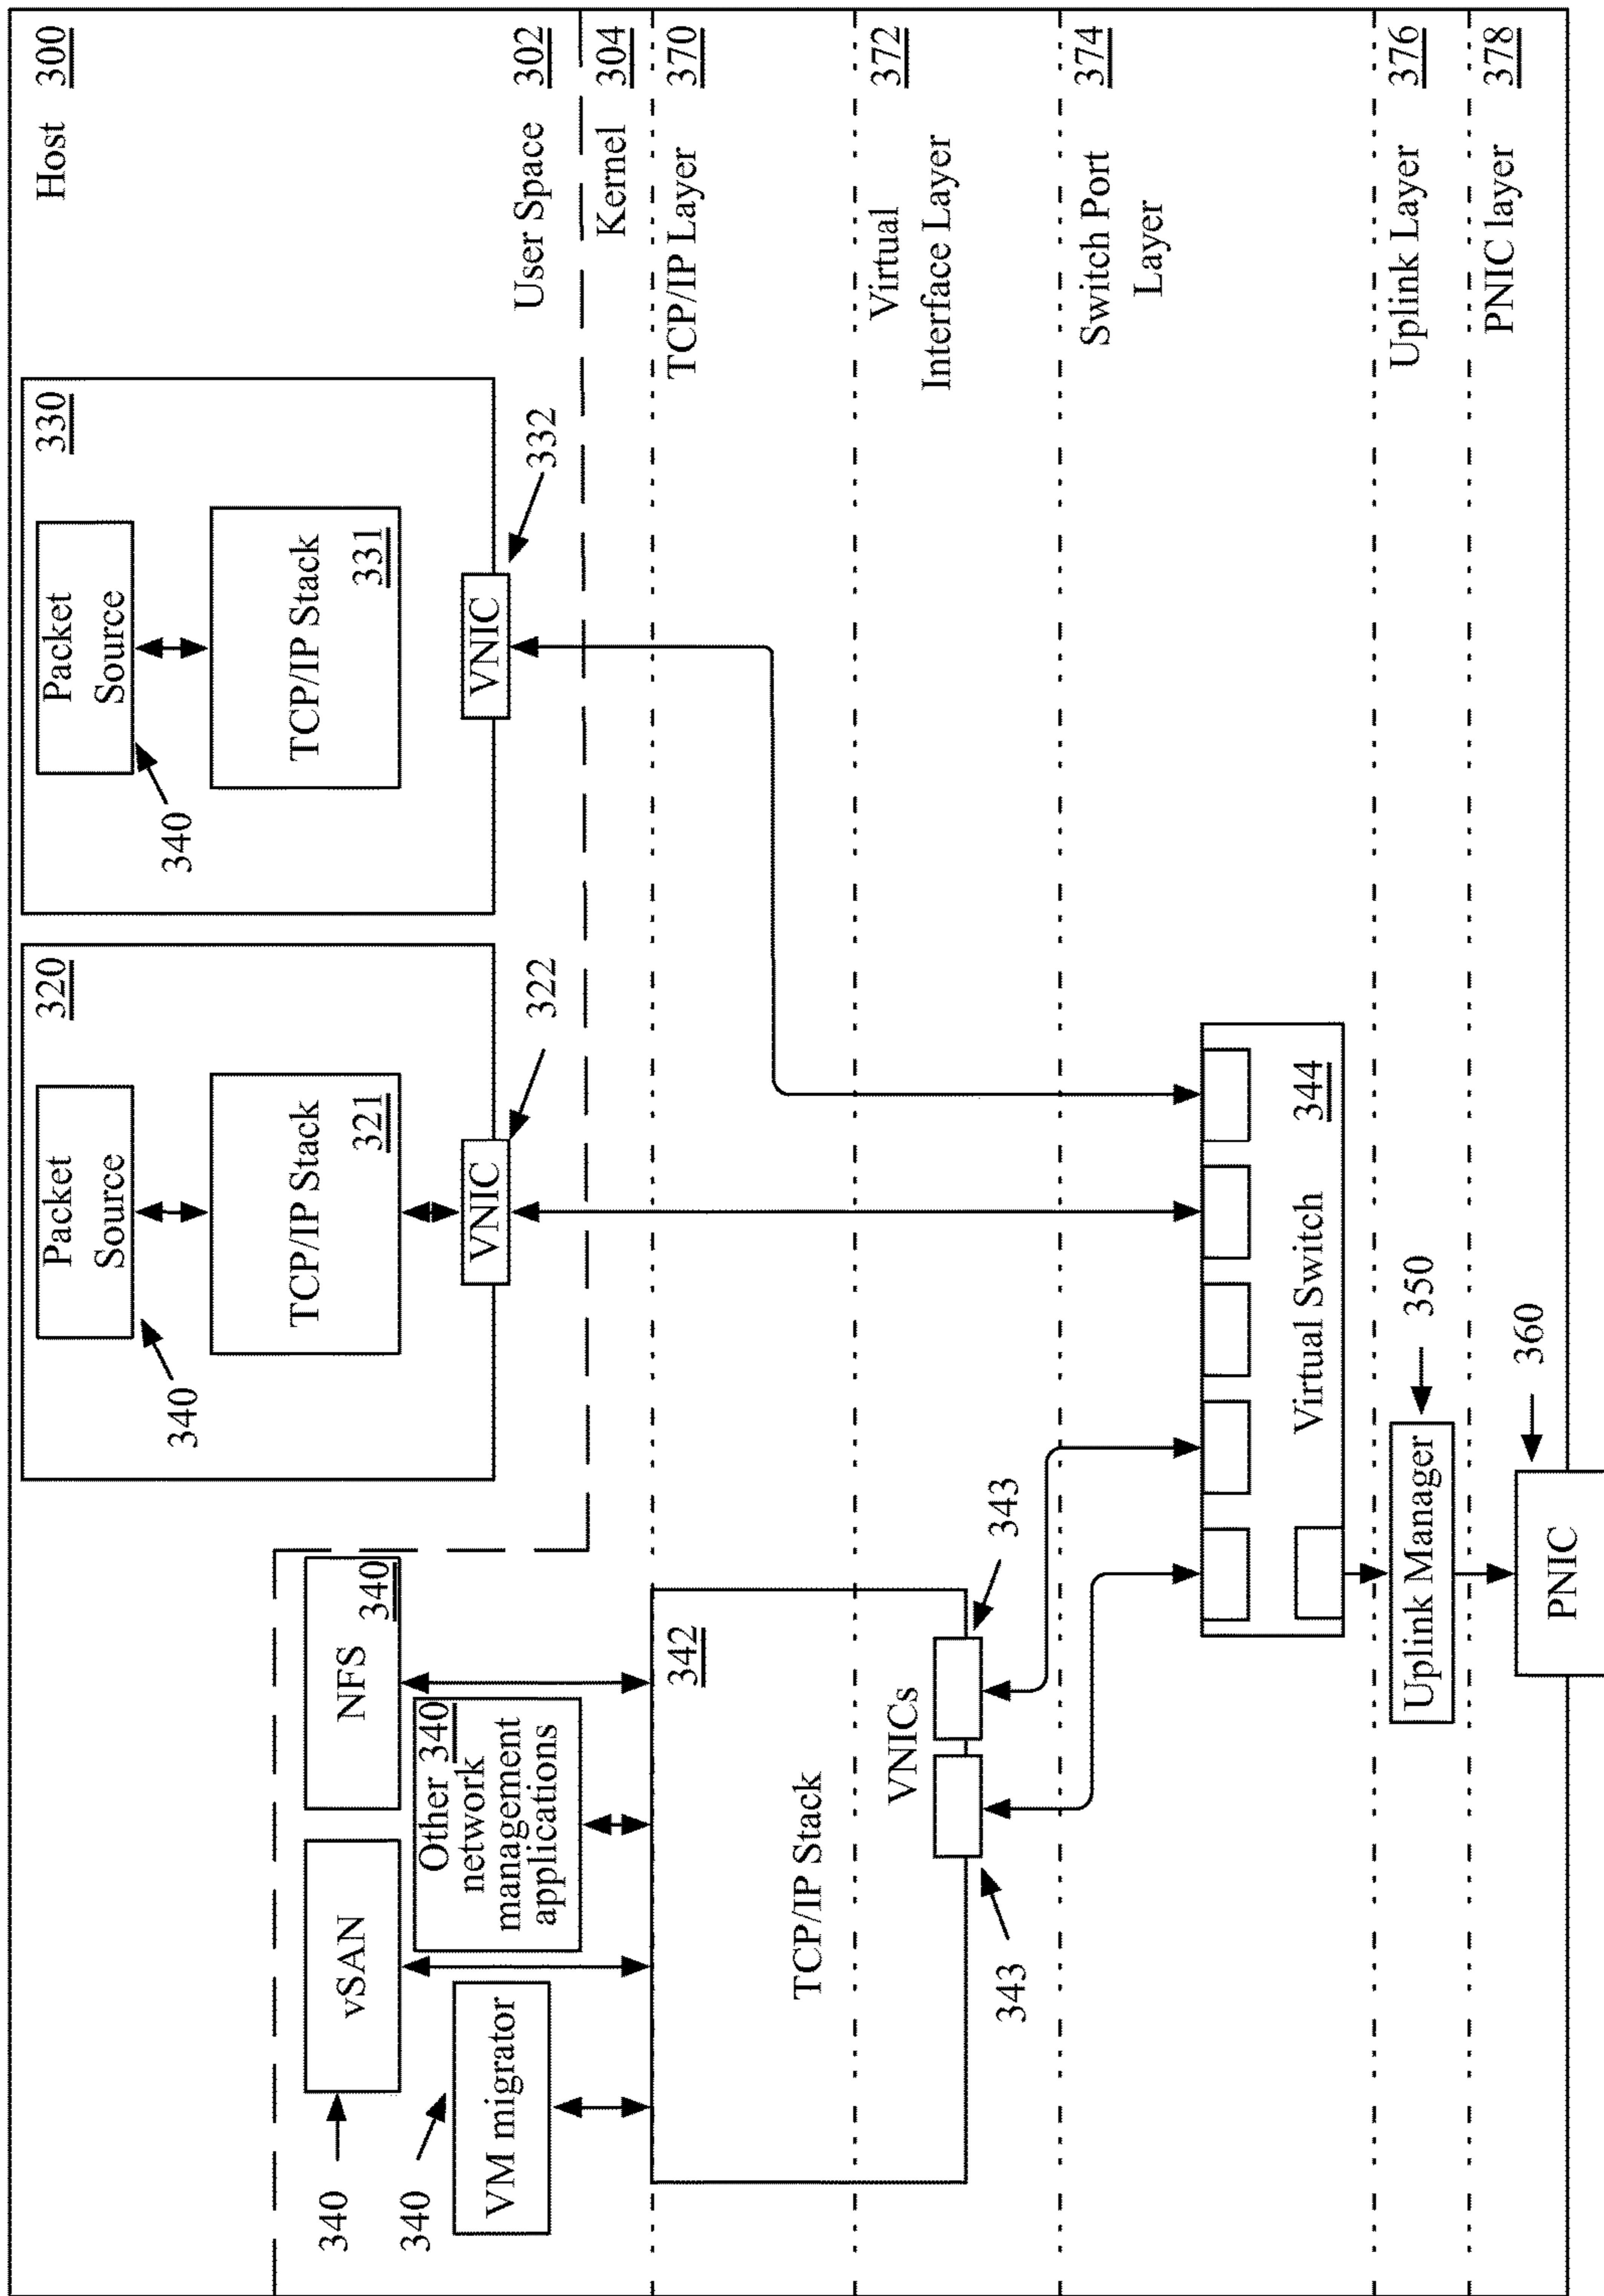 Host 300
330
Packet
Source
340
TCP/IP Stack
331
VNIC
332
320
Packet
Source
340
TCP/IP Stack
321
VNIC
322
User Space 302
Kernel 304
NFS
340
vSAN
340
Other 340
network
management
applications
VM migrator
340
TCP/IP Layer 370
342
TCP/IP Stack
VNICs
343
343
Virtual
Interface Layer
372
Switch Port
Layer
374
344
Virtual Switch
Uplink Layer 376
Uplink Manager
350
PNIC layer 378
PNIC
360